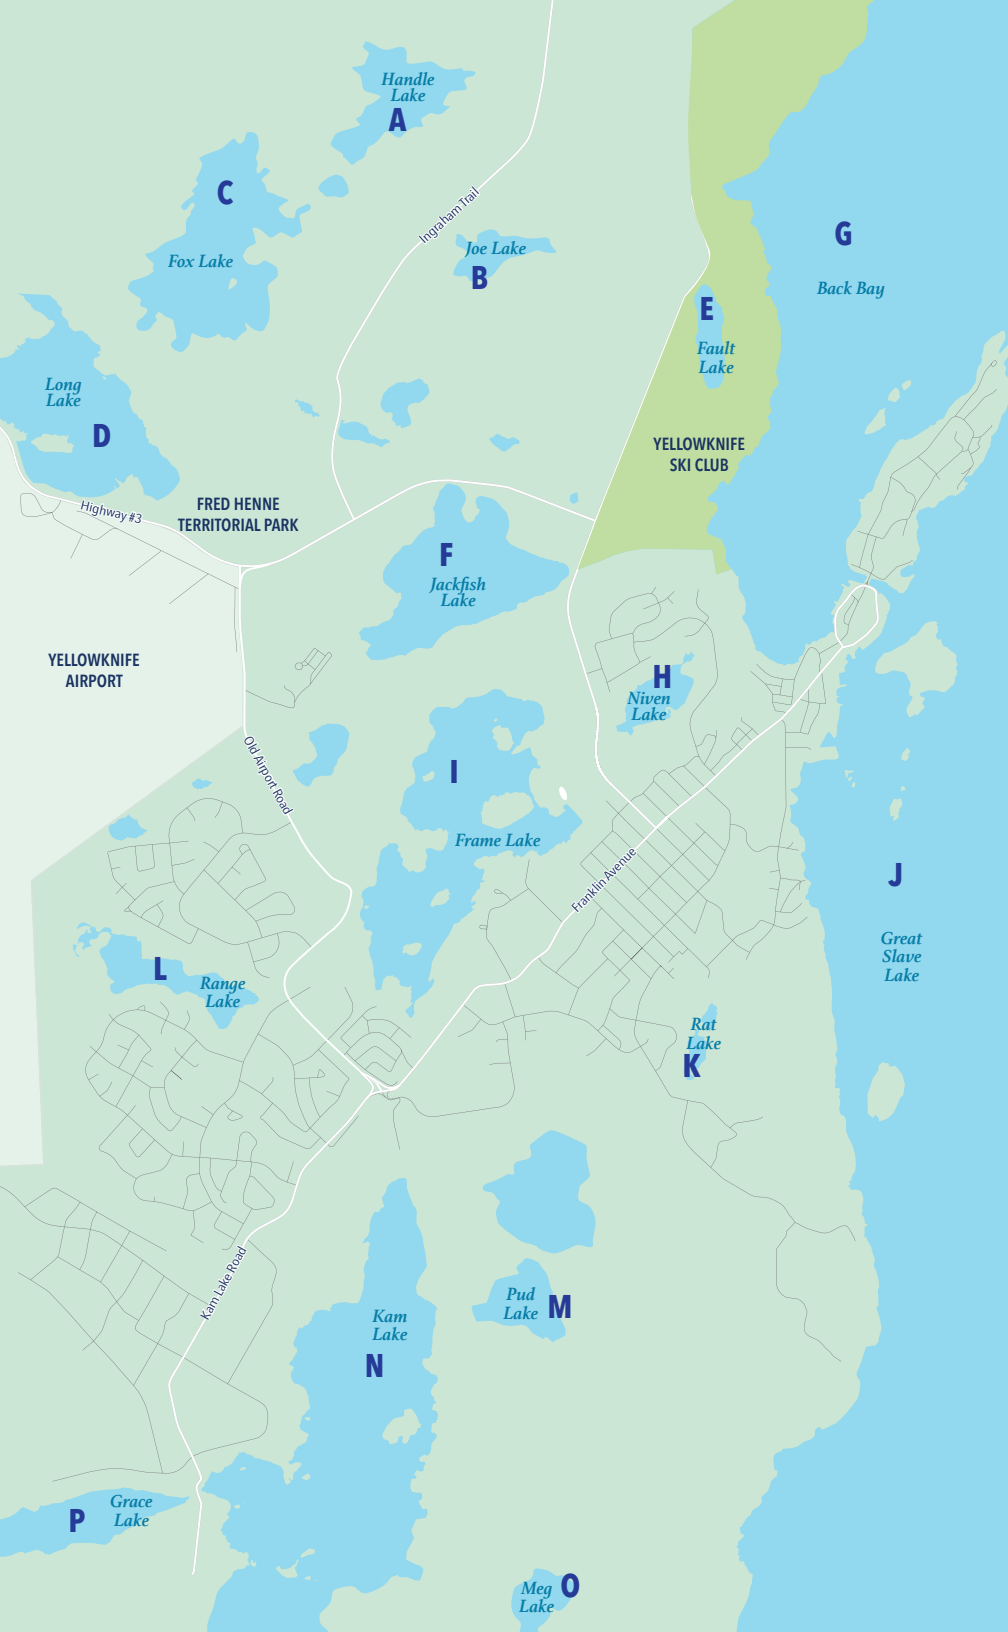 Handle
Lake
A
C
Fox Lake
Ingraham Trail
Joe Lake
B
G
Back Bay
E
Fault
Lake
Long
Lake
D
YELLOWKNIFE
SKI CLUB
Highway #3
FRED HENNE
TERRITORIAL PARK
F
Jackfish
Lake
YELLOWKNIFE
AIRPORT
H
Niven
Lake
Old Airport Road
I
Frame Lake
Franklin Avenue
J
Great
Slave
Lake
L
Range
Lake
Rat
Lake
K
Kam Lake Road
Pud
Lake
M
Kam
Lake
N
Grace
Lake
P
Meg
Lake
O